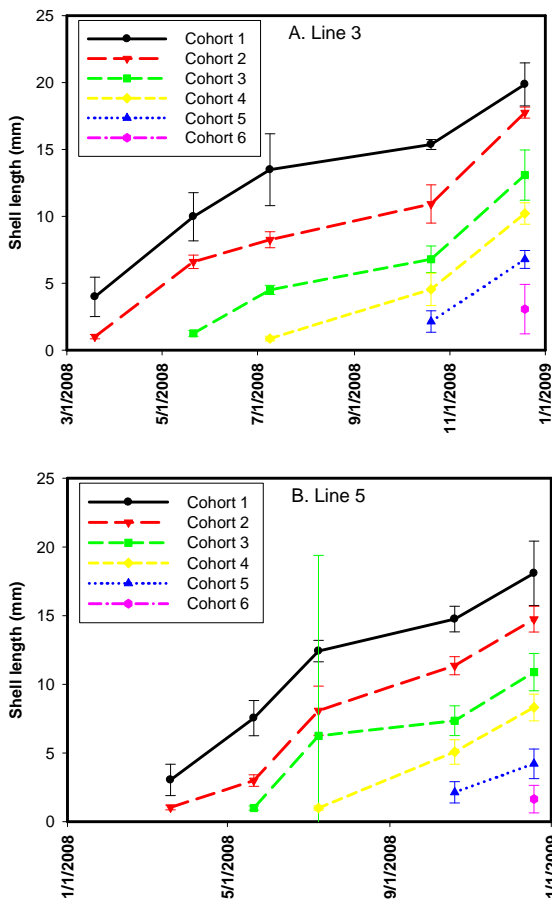 A. Line 3
Cohort 1
Cohort 2
Cohort 3
Cohort 4
Cohort 5
Cohort 6
Shell length (mm)
25
20
15
10
5
0
3/1/2008
5/1/2008
7/1/2008
9/1/2008
11/1/2008
1/1/2009
B. Line 5
Cohort 1
Cohort 2
Cohort 3
Cohort 4
Cohort 5
Cohort 6
Shell length (mm)
25
20
15
10
5
0
1/1/2008
5/1/2008
9/1/2008
1/1/2009